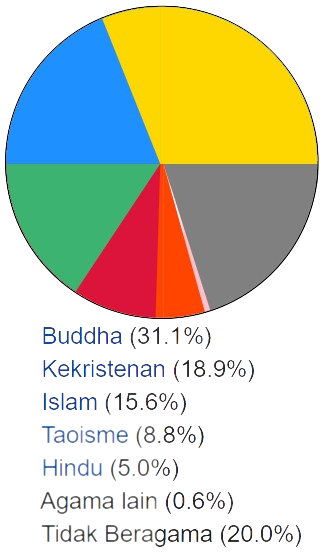 Buddha (31.1%)
Kekristenan (18.9%)
Islam (15.6%)
Taoisme (8.8%)
Hindu (5.0%)
Agama lain (0.6%)
Tidak Beragama (20.0%)